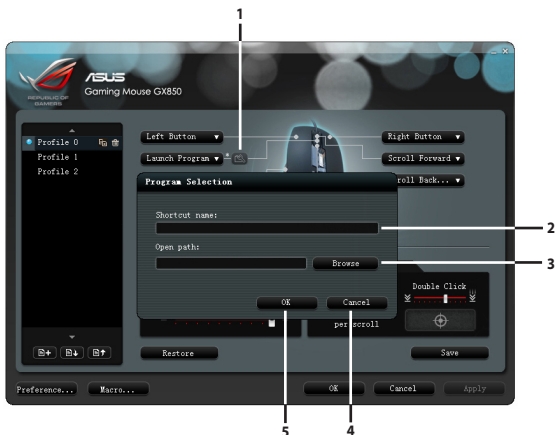 1
ASUS
Gaming Mouse GX850
REPUBLIC OF
GAMERS
Left Button
Right Button
Profile 0
Launch Program
Scroll Forward
Profile 1
Profile 2
Program Selection
roll Back...
Shortcut name:
2
Open path:
Browse
3
Double Click
OK
Cancel
per scroll
Restore
Save
Preference...
Macro...
OK
Cancel
Apply
5
4